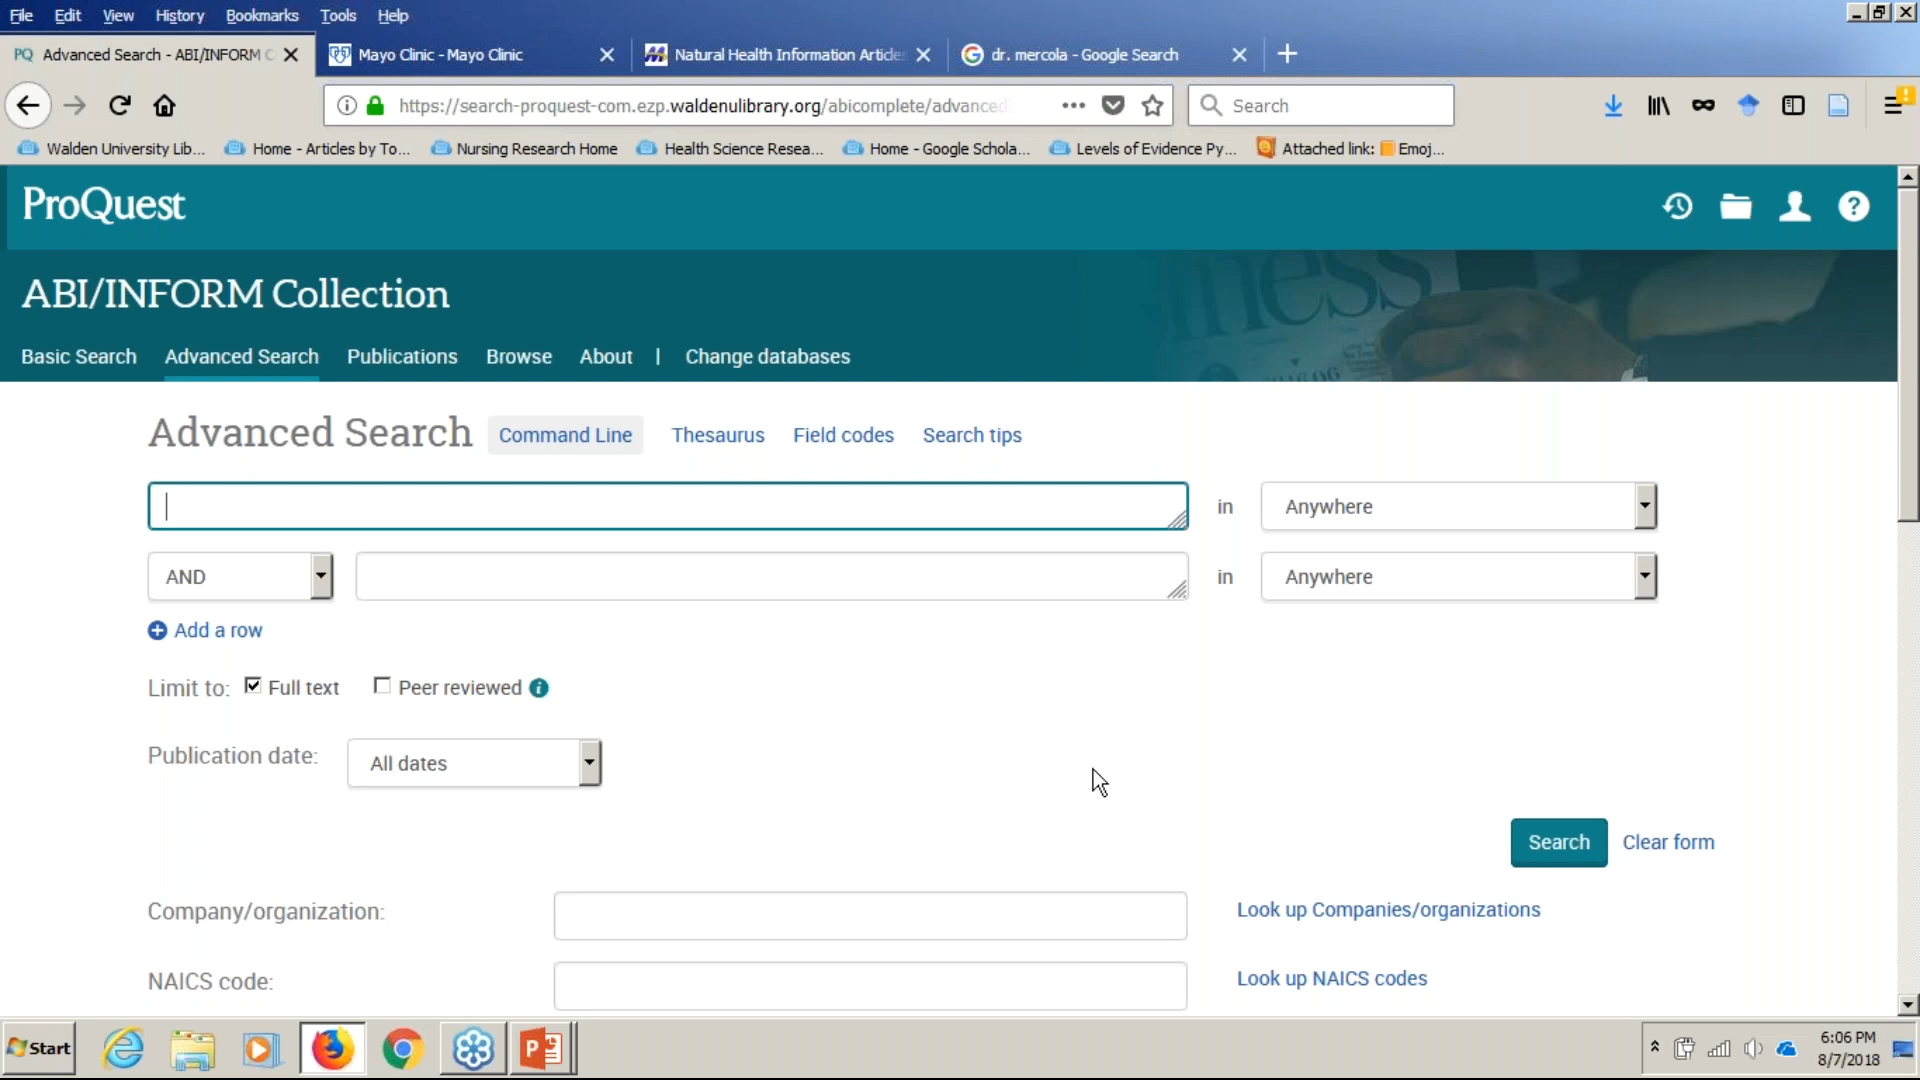 File Edit View History Bookmarks Tools Help
PQ Advanced Search - ABI/INFORM C
Mayo Clinic - Mayo Clinic
Natural Health Information Article
dr. mercola - Google Search
https://search-proquest-com.ezp.waldenulibrary.org/abicomplete/advanced
Search
Walden University Lib... Home - Articles by To... Nursing Research Home Health Science Resea... Home - Google Schola... Levels of Evidence Py... Attached link: Emoj...
ProQuest
ABI/INFORM Collection
Basic Search Advanced Search Publications Browse About | Change databases
Advanced Search Command Line Thesaurus Field codes Search tips
in Anywhere
AND in Anywhere
Add a row
Limit to: Full text Peer reviewed
Publication date: All dates
Search Clear form
Company/organization: Look up Companies/organizations
NAICS code: Look up NAICS codes
Start
6:06 PM
8/7/2018